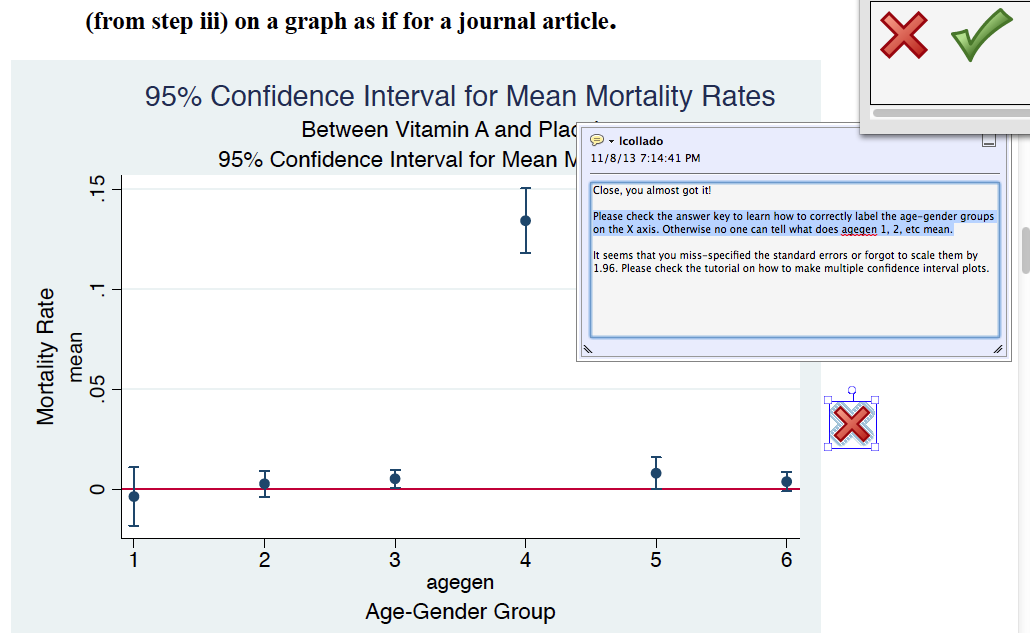 (from step iii) on a graph as if for a journal article.
95% Confidence Interval for Mean Mortality Rates
Between Vitamin A and Plac
95% Confidence Interval for Mean M
lcollado
11/8/13 7:14:41 PM
Close, you almost got it!
Please check the answer key to learn how to correctly label the age-gender groups
on the X axis. Otherwise no one can tell what does agegen 1, 2, etc mean.
It seems that you miss-specified the standard errors or forgot to scale them by
1.96. Please check the tutorial on how to make multiple confidence interval plots.
Mortality Rate
mean
.15
.1
.05
0
1 2 3 4 5 6
agegen
Age-Gender Group